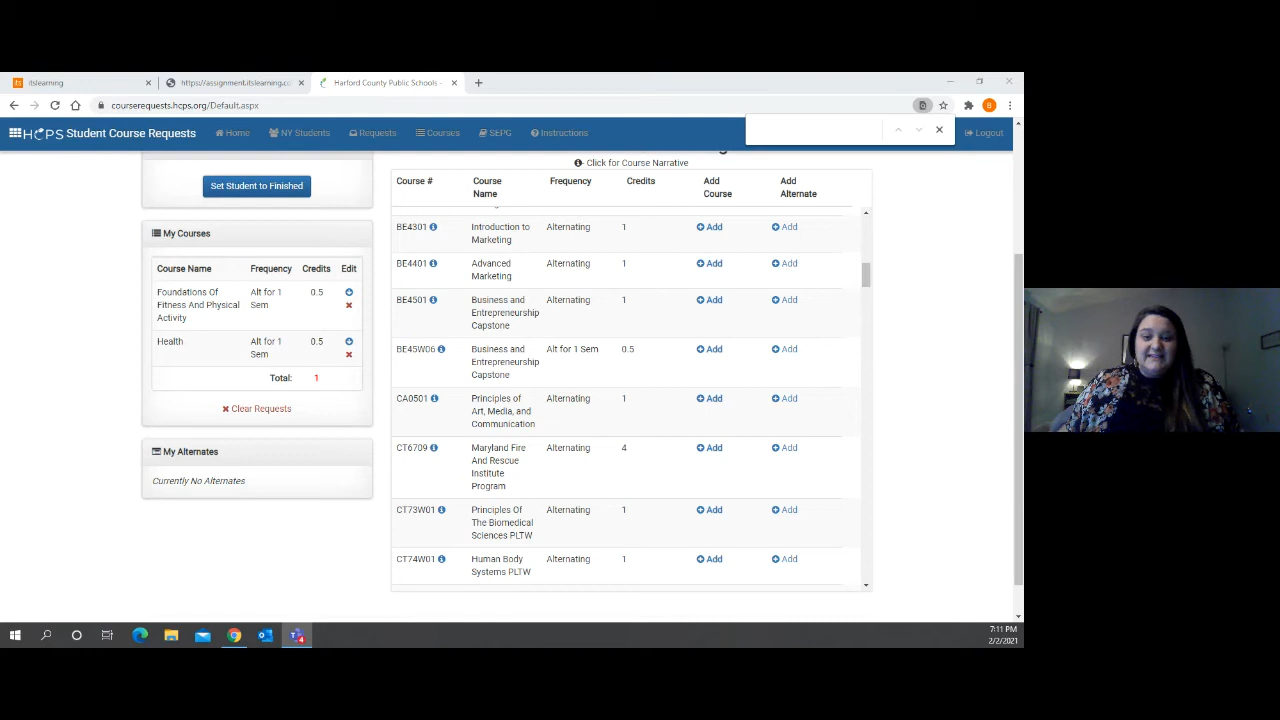 itslearning
https://assignment.itslearning.co
Harford County Public Schools -
courserequests.hcps.org/Default.aspx
B
HCPS Student Course Requests
Home
NY Students
Requests
Courses
SEPG
Instructions
Logout
Set Student to Finished
My Courses
Course Name Frequency Credits Edit
Foundations Of Fitness And Physical Activity Alt for 1 Sem 0.5
Health Alt for 1 Sem 0.5
Total: 1
Clear Requests
My Alternates
Currently No Alternates
- Click for Course Narrative
Course # Course Name Frequency Credits Add Course Add Alternate
BE4301 Introduction to Marketing Alternating 1 Add Add
BE4401 Advanced Marketing Alternating 1 Add Add
BE4501 Business and Entrepreneurship Capstone Alternating 1 Add Add
BE45W06 Business and Entrepreneurship Capstone Alt for 1 Sem 0.5 Add Add
CA0501 Principles of Art, Media, and Communication Alternating 1 Add Add
CT6709 Maryland Fire And Rescue Institute Program Alternating 4 Add Add
CT73W01 Principles Of The Biomedical Sciences PLTW Alternating 1 Add Add
CT74W01 Human Body Systems PLTW Alternating 1 Add Add
7:11 PM
2/2/2021